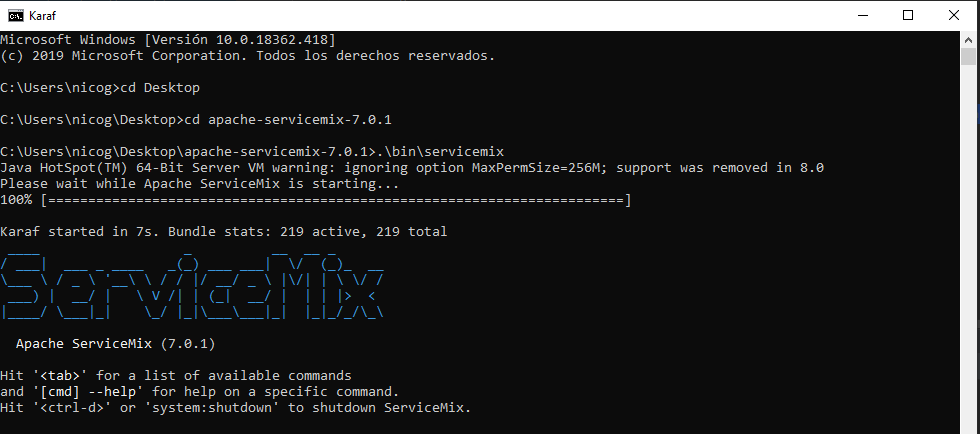 Karaf
Microsoft Windows [Versión 10.0.18362.418]
(c) 2019 Microsoft Corporation. Todos los derechos reservados.
C:\Users\nicog>cd Desktop
C:\Users\nicog\Desktop>cd apache-servicemix-7.0.1
C:\Users\nicog\Desktop\apache-servicemix-7.0.1>.\bin\servicemix
Java HotSpot(TM) 64-Bit Server VM warning: ignoring option MaxPermSize=256M; support was removed in 8.0
Please wait while Apache ServiceMix is starting...
100% [========================================================================]
Karaf started in 7s. Bundle stats: 219 active, 219 total
ServiceMix
Apache ServiceMix (7.0.1)
Hit '<tab>' for a list of available commands
and '[cmd] --help' for help on a specific command.
Hit '<ctrl-d>' or 'system:shutdown' to shutdown ServiceMix.